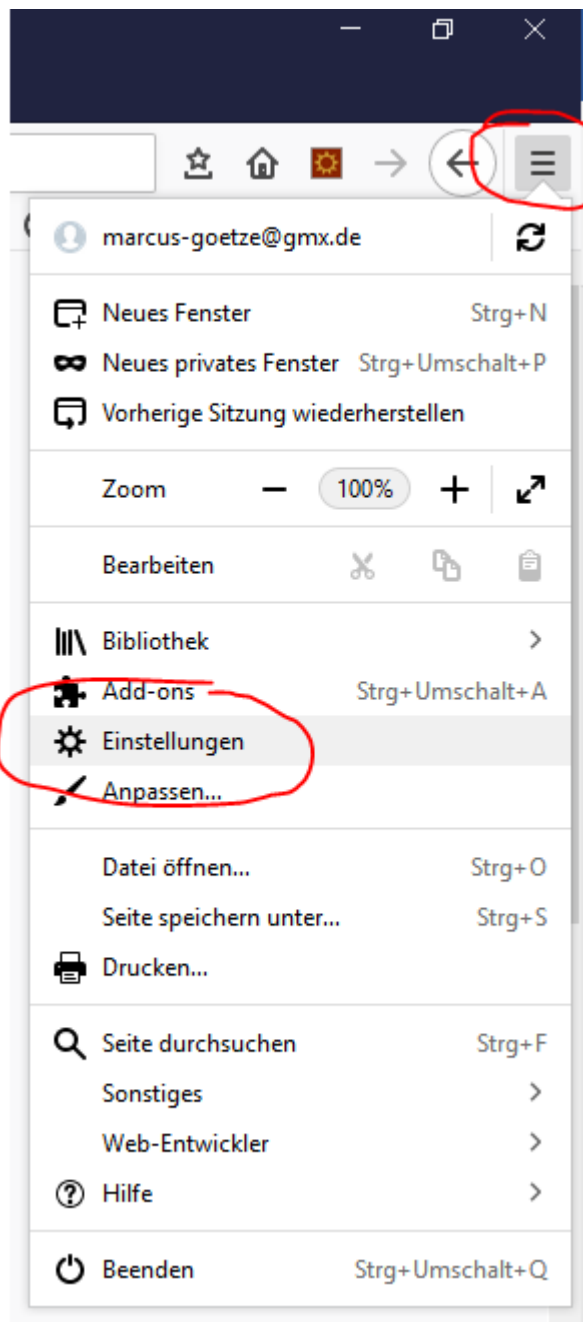 marcus-goetze@gmx.de
Neues Fenster Strg+N
Neues privates Fenster Strg+Umschalt+P
Vorherige Sitzung wiederherstellen
Zoom 100%
Bearbeiten
Bibliothek
Add-ons Strg+Umschalt+A
Einstellungen
Anpassen...
Datei öffnen... Strg+O
Seite speichern unter... Strg+S
Drucken...
Seite durchsuchen Strg+F
Sonstiges
Web-Entwickler
Hilfe
Beenden Strg+Umschalt+Q